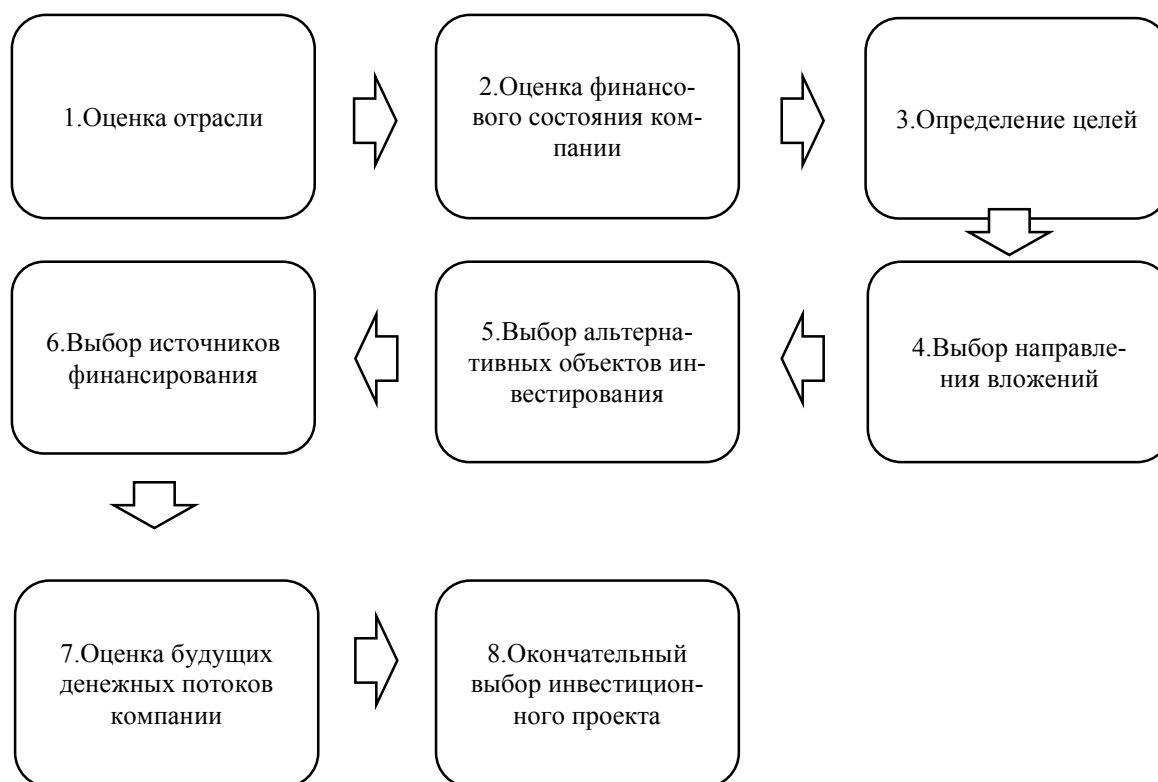 1.Оценка отрасли
2.Оценка финансо-
вого состояния ком-
пании
3.Определение целей
4.Выбор направле-
ния вложений
5.Выбор альтерна-
тивных объектов ин-
вестирования
6.Выбор источников
финансирования
7.Оценка будущих
денежных потоков
компании
8.Окончательный
выбор инвестицион-
ного проекта